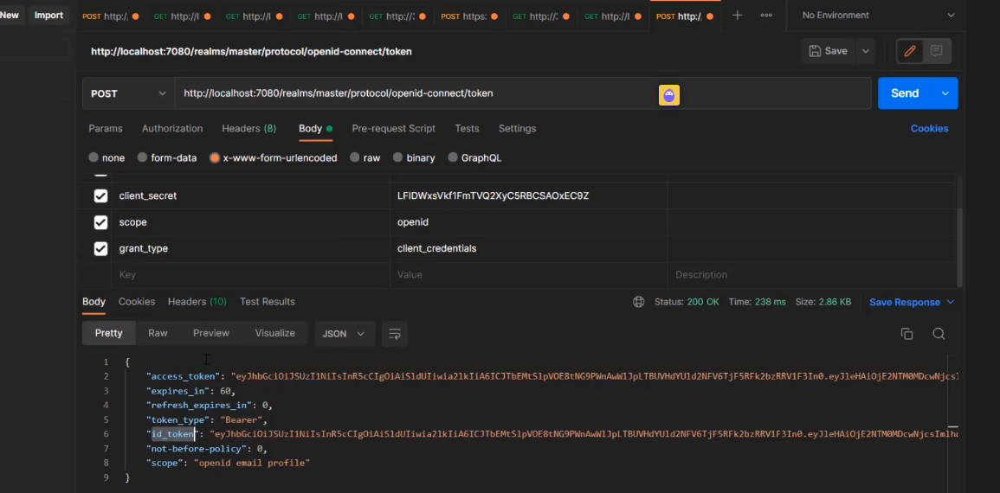 New Import POST http:/, GET http://l GET http://l GET http://l GET http://: POST https: GET http://: GET http://l POST http:/, No Environment
http://localhost:7080/realms/master/protocol/openid-connect/token Save
POST http://localhost:7080/realms/master/protocol/openid-connect/token Send
Params Authorization Headers (8) Body Pre-request Script Tests Settings Cookies
none form-data x-www-form-urlencoded raw binary GraphQL
client_secret LFIDWxsVkf1FmTVQ2XyC5RBCSAOxEC9Z
scope openid
grant_type client_credentials
Key Value Description
Body Cookies Headers (10) Test Results Status: 200 OK Time: 238 ms Size: 2.86 KB Save Response
Pretty Raw Preview Visualize JSON
1 {
2 "access_token":
3 "expires_in": 60,
4 "refresh_expires_in": 0,
5 "token_type": "Bearer",
6 "id_token":
7 "not-before-policy": 0,
8 "scope": "openid email profile"
9 }